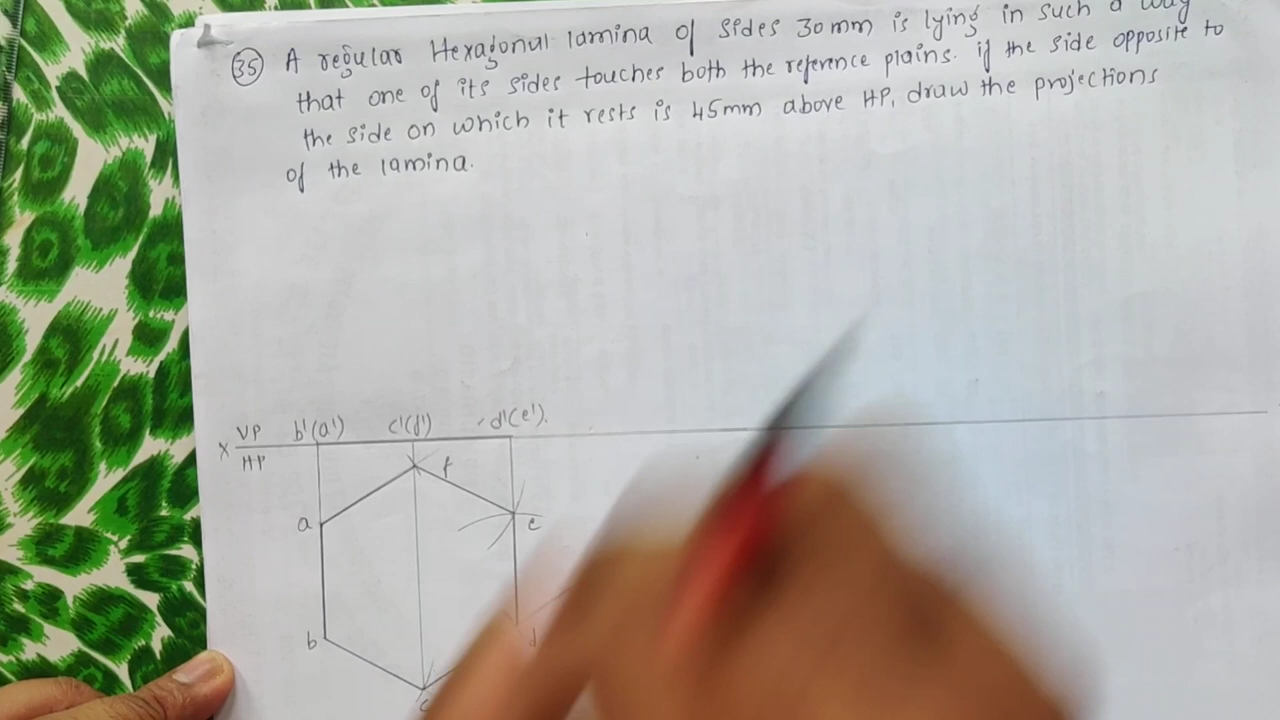 35 A regular Hexagonal lamina of sides 30mm is lying in such a way
that one of its sides touches both the reference plains. if the side opposite to
the side on which it rests is 45mm above HP, draw the projections
of the lamina.
X VP b'(a') c'(f') d'(e').
HP
f
a e
b d
c